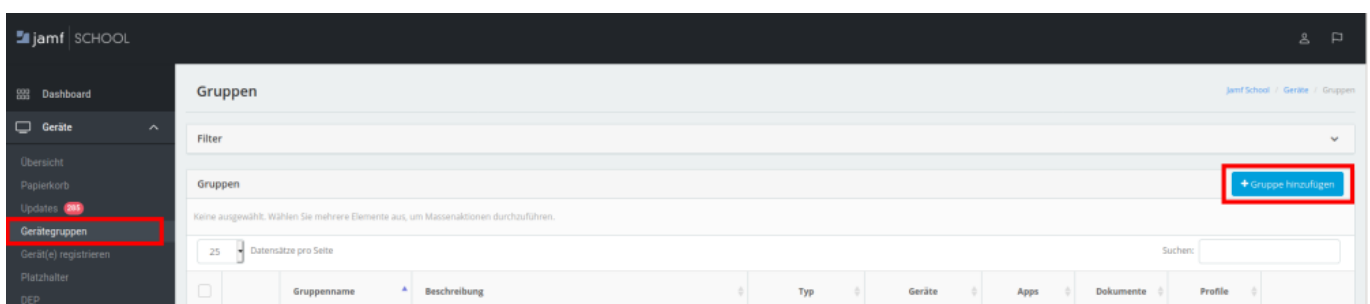 jamf SCHOOL
Dashboard
Geräte
Übersicht
Papierkorb
Updates 265
Gerätegruppen
Gerät(e) registrieren
Platzhalter
DEP
Gruppen
Jamf School / Geräte / Gruppen
Filter
Gruppen
+ Gruppe hinzufügen
Keine ausgewählt. Wählen Sie mehrere Elemente aus, um Massenaktionen durchzuführen.
25 Datensätze pro Seite
Suchen:
Gruppenname Beschreibung Typ Geräte Apps Dokumente Profile